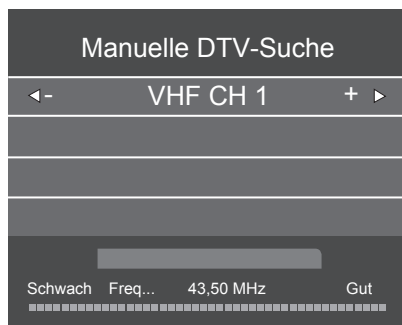 Manuelle DTV-Suche
- VHF CH 1 +
Schwach Freq... 43,50 MHz Gut